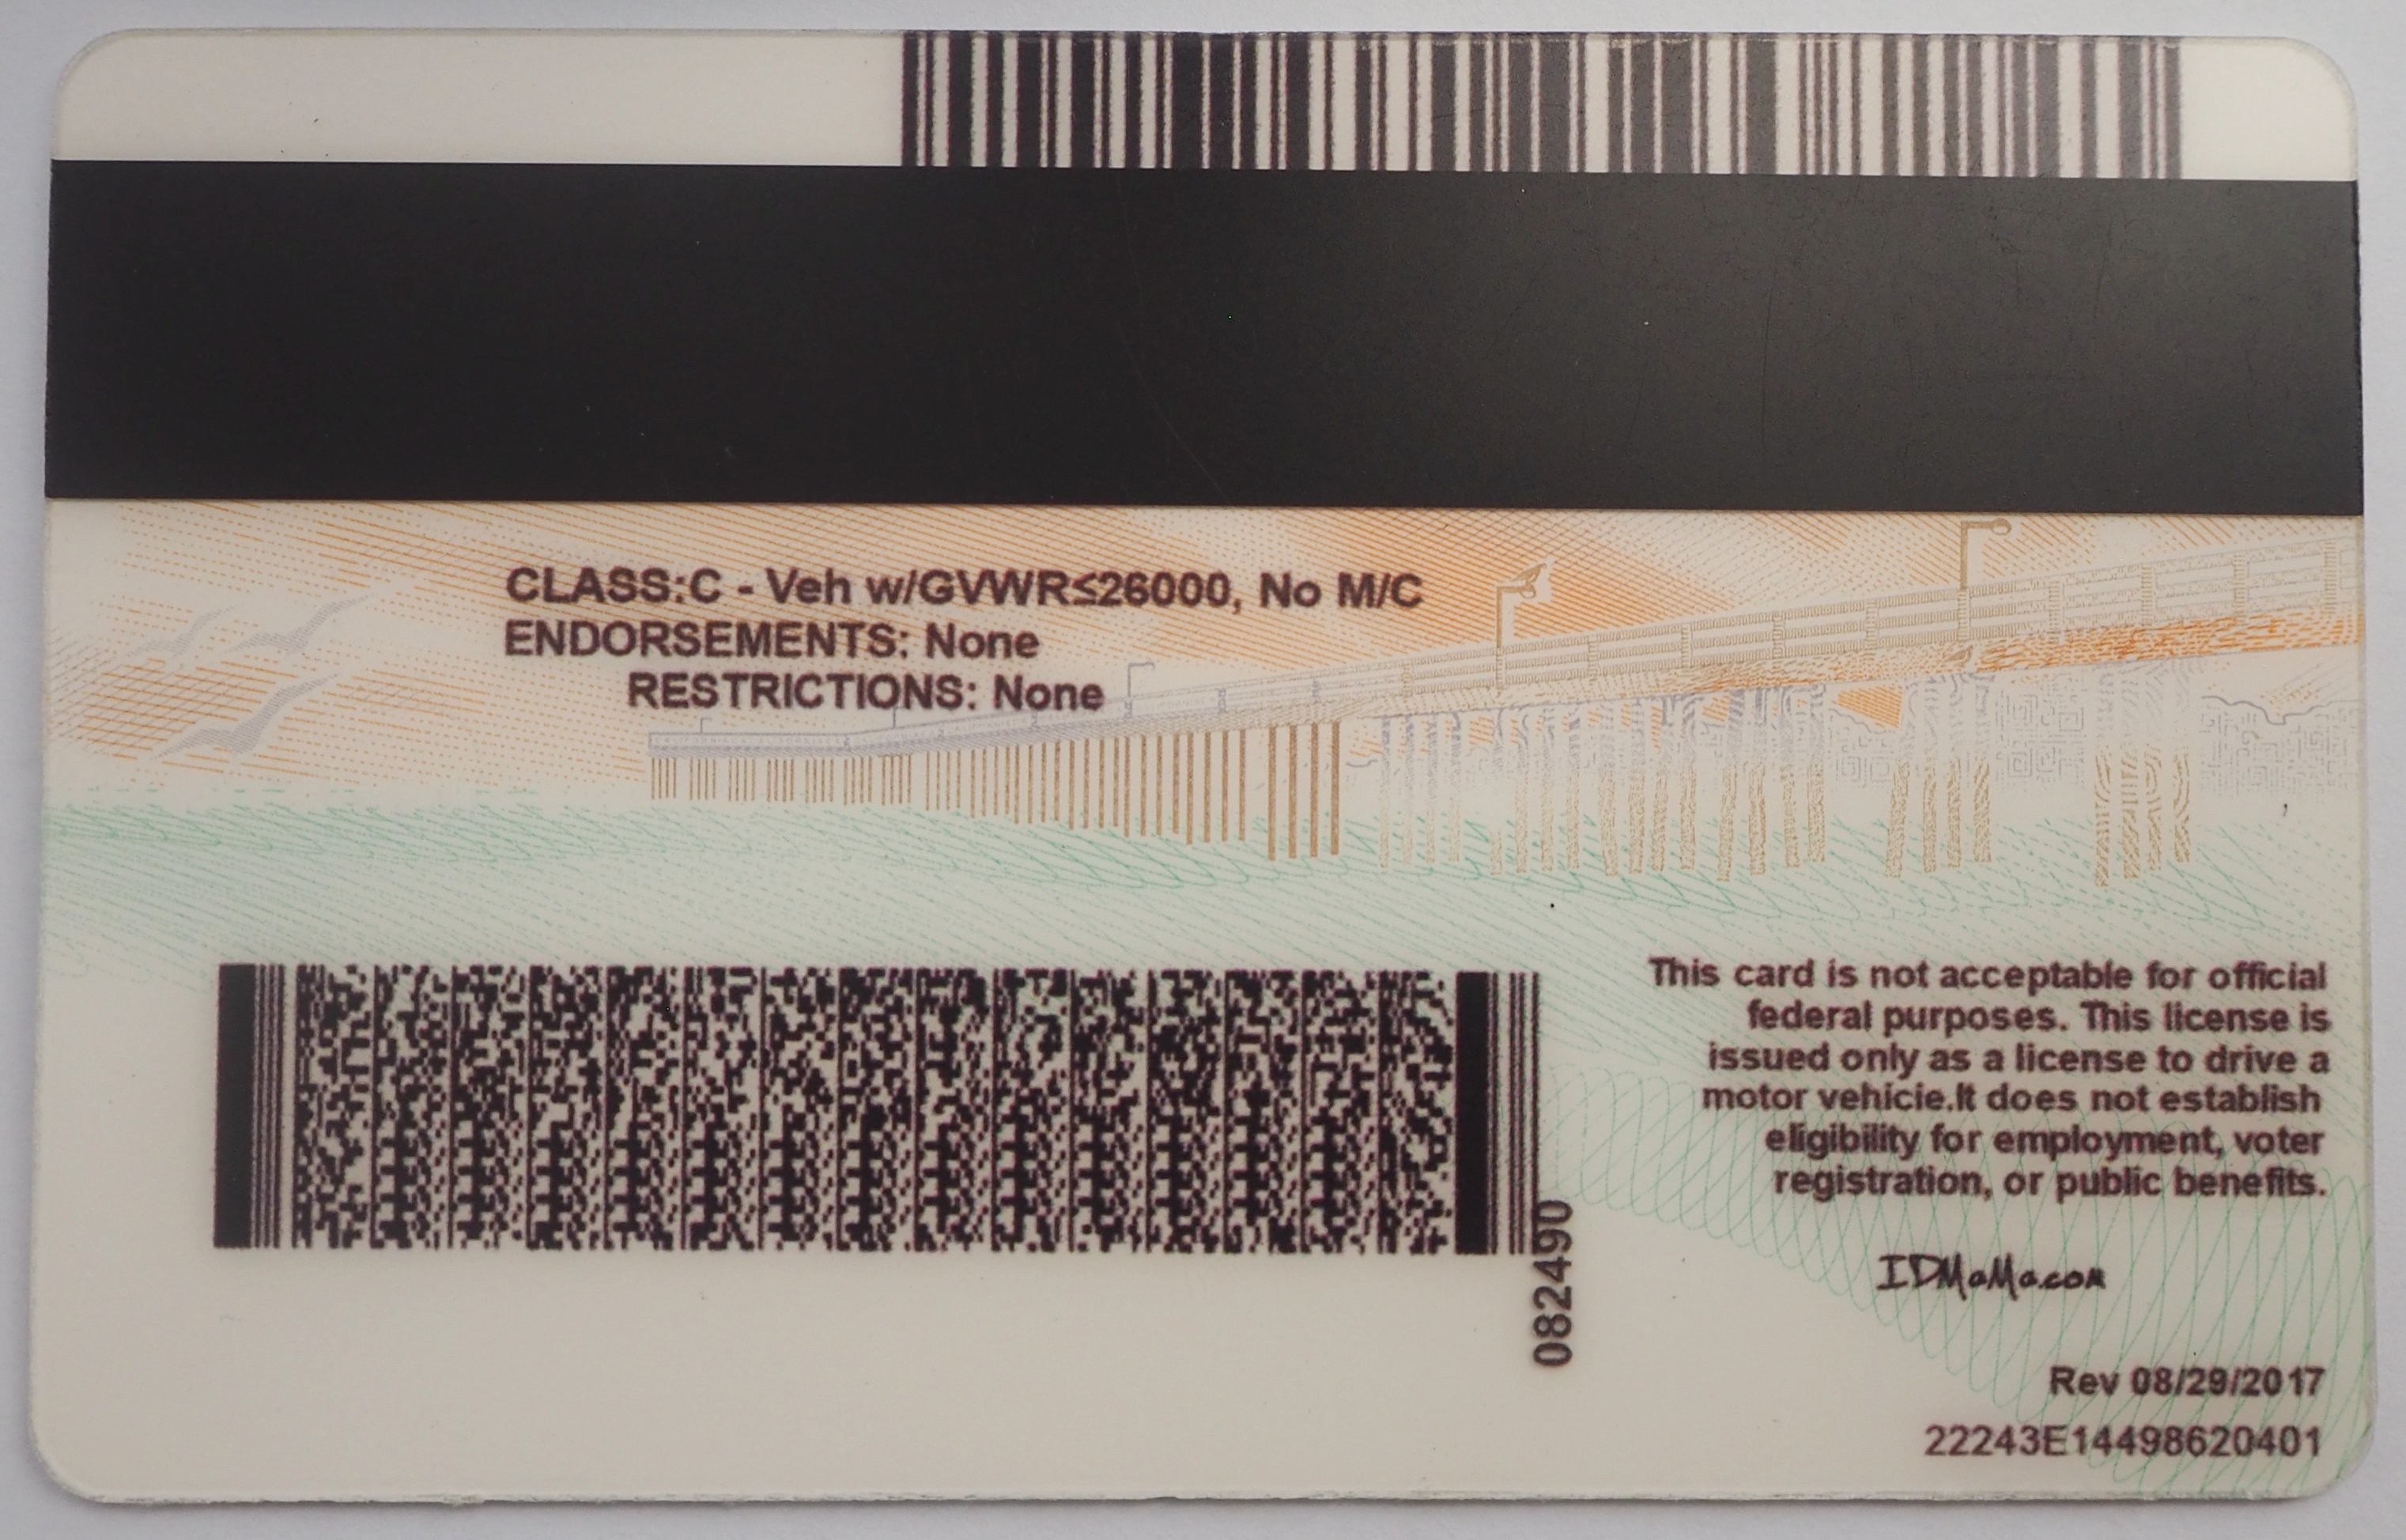 CLASS:C - Veh w/GVWR≤26000, No M/C
ENDORSEMENTS: None
RESTRICTIONS: None
This card is not acceptable for official
federal purposes. This license is
issued only as a license to drive a
motor vehicie.It does not establish
eligibility for employment, voter
registration, or public benefits.
082490
IDMaMa.com
Rev 08/29/2017
22243E14498620401